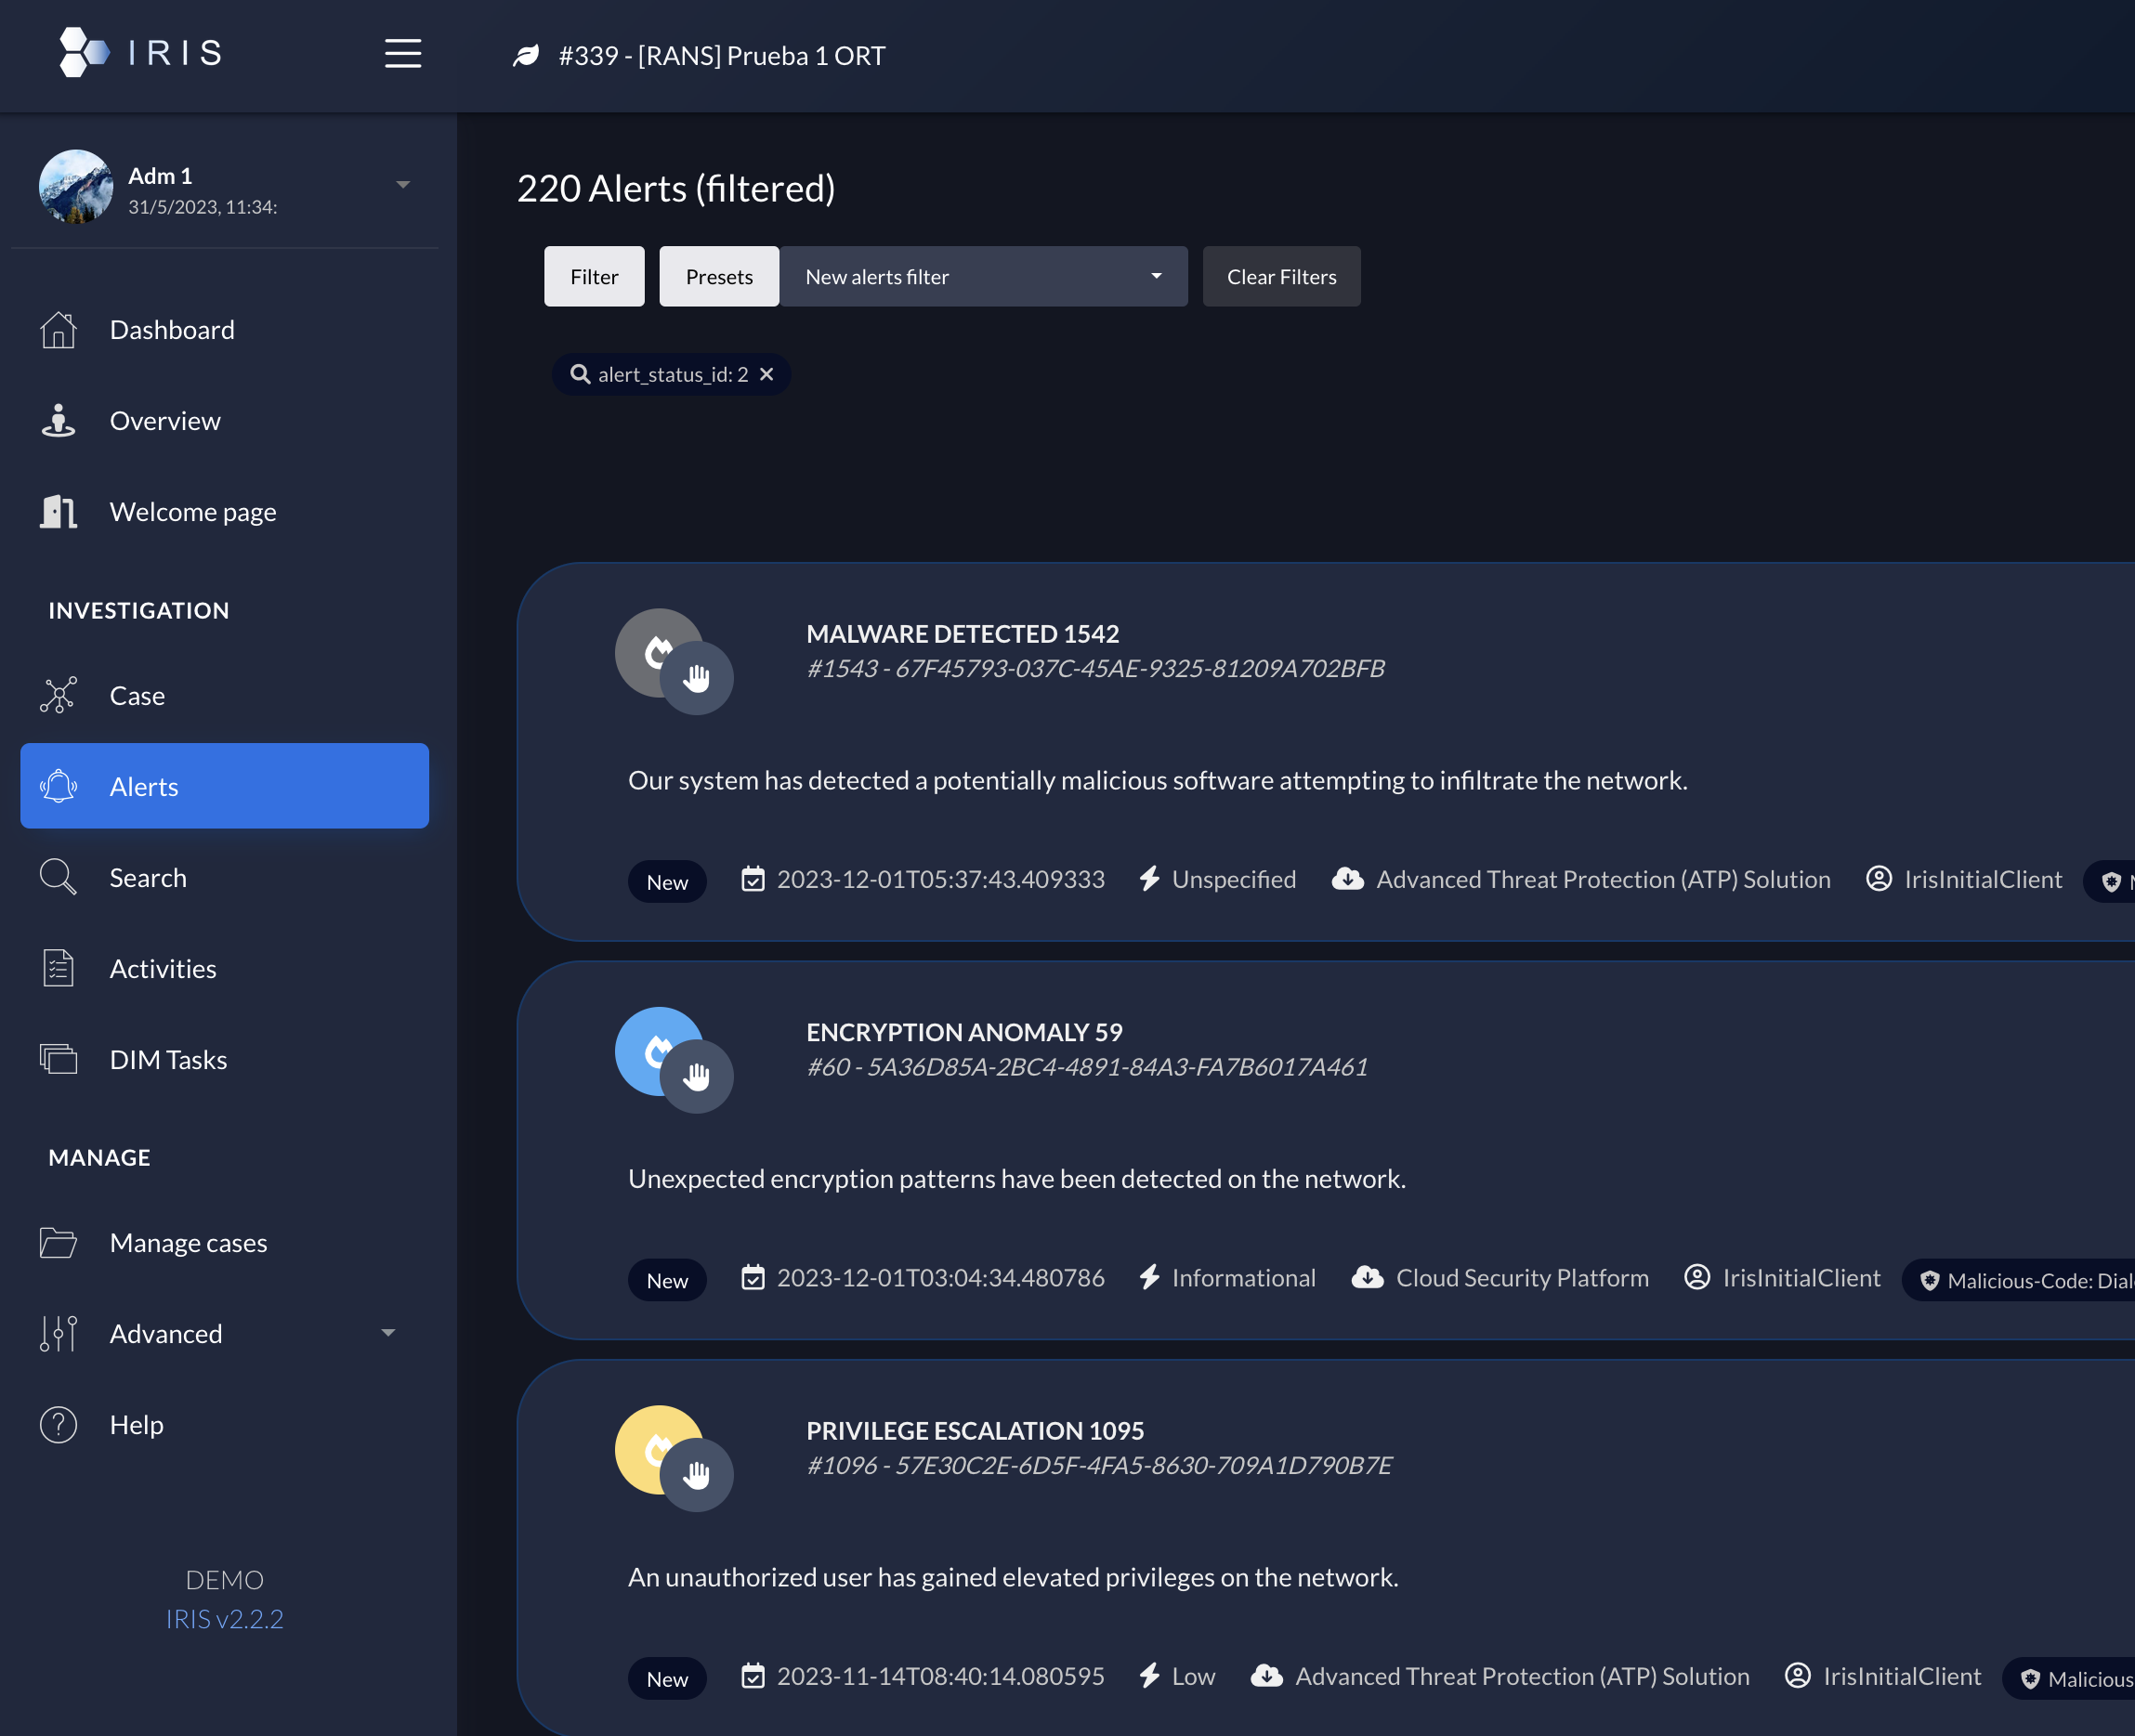 IRIS
#339 - [RANS] Prueba 1 ORT
Adm 1
31/5/2023, 11:34:
Dashboard
Overview
Welcome page
INVESTIGATION
Case
Alerts
Search
Activities
DIM Tasks
MANAGE
Manage cases
Advanced
Help
DEMO
IRIS v2.2.2
220 Alerts (filtered)
Filter Presets New alerts filter Clear Filters
alert_status_id: 2
MALWARE DETECTED 1542
#1543 - 67F45793-037C-45AE-9325-81209A702BFB
Our system has detected a potentially malicious software attempting to infiltrate the network.
New 2023-12-01T05:37:43.409333 Unspecified Advanced Threat Protection (ATP) Solution IrisInitialClient
ENCRYPTION ANOMALY 59
#60 - 5A36D85A-2BC4-4891-84A3-FA7B6017A461
Unexpected encryption patterns have been detected on the network.
New 2023-12-01T03:04:34.480786 Informational Cloud Security Platform IrisInitialClient Malicious-Code: Dial
PRIVILEGE ESCALATION 1095
#1096 - 57E30C2E-6D5F-4FA5-8630-709A1D790B7E
An unauthorized user has gained elevated privileges on the network.
New 2023-11-14T08:40:14.080595 Low Advanced Threat Protection (ATP) Solution IrisInitialClient Malicious